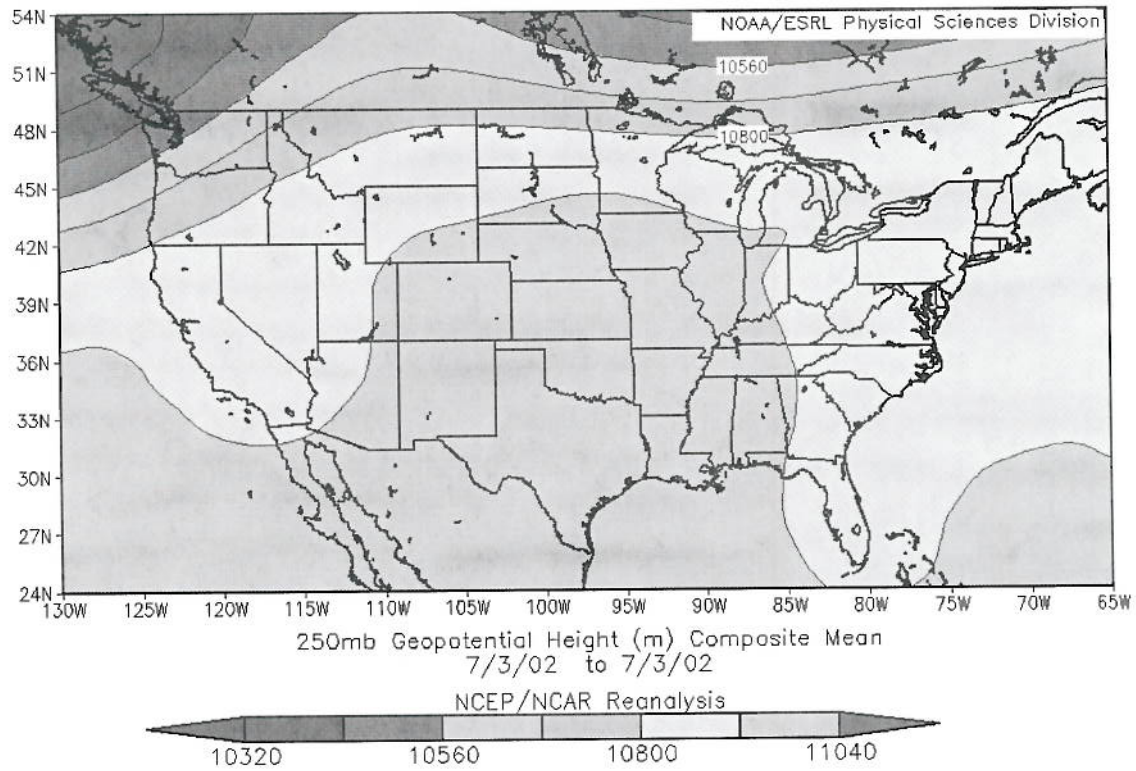 54N
NOAA/ESRL Physical Sciences Division
51N
10560
48N
10800
45N
42N
39N
36N
33N
30N
27N
24N
130W 125W 120W 115W 110W 105W 100W 95W 90W 85W 80W 75W 70W 65W
250mb Geopotential Height (m) Composite Mean
7/3/02 to 7/3/02
NCEP/NCAR Reanalysis
10320 10560 10800 11040